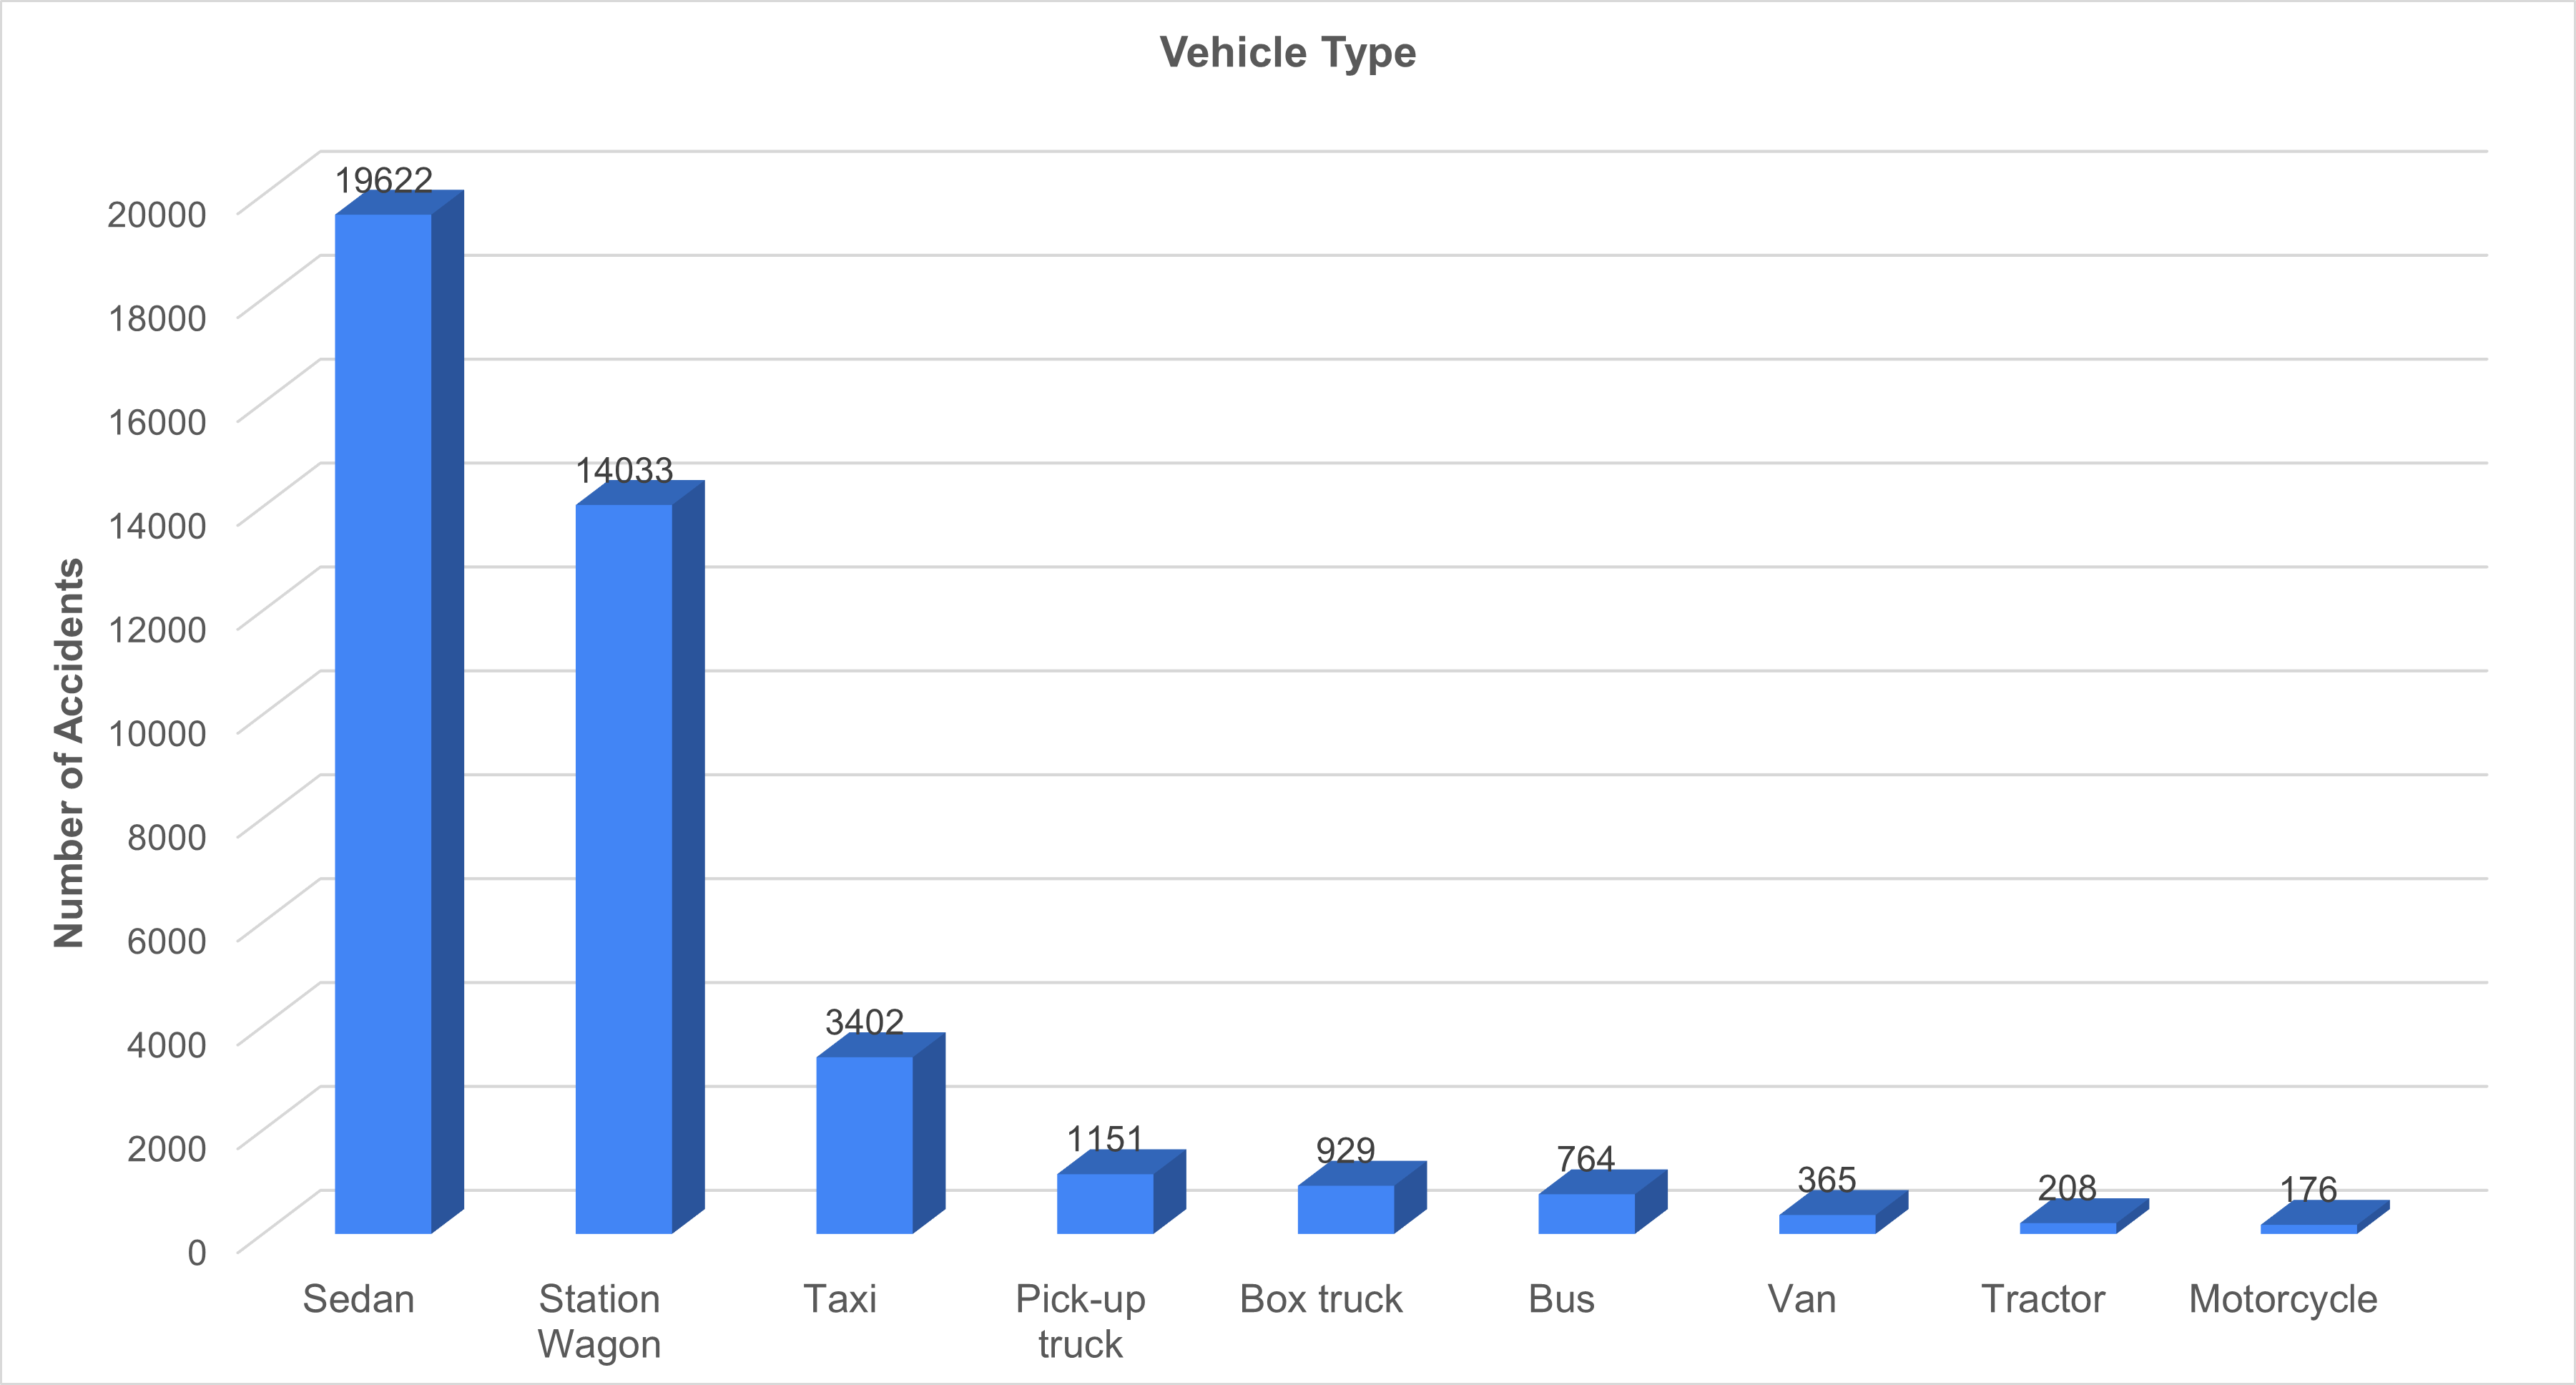 Vehicle Type
Number of Accidents
20000
18000
16000
14000
12000
10000
8000
6000
4000
2000
0
19622
14033
3402
1151
929
764
365
208
176
Sedan
Station
Wagon
Taxi
Pick-up
truck
Box truck
Bus
Van
Tractor
Motorcycle